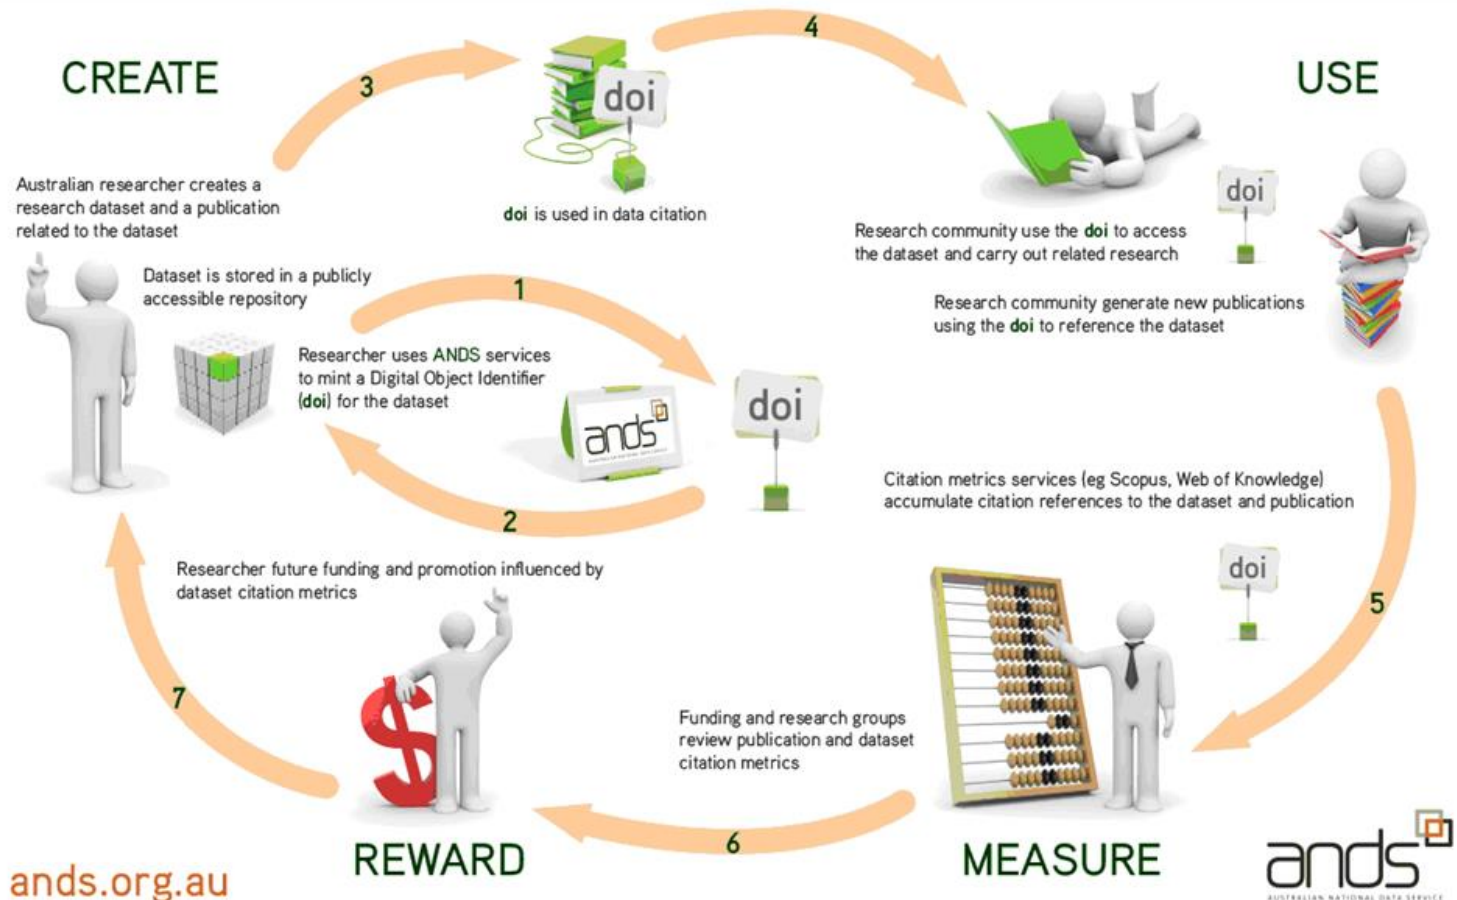 CREATE
3
4
USE
doi
Australian researcher creates a
research dataset and a publication
related to the dataset
doi is used in data citation
doi
Research community use the doi to access
the dataset and carry out related research
Dataset is stored in a publicly
accessible repository
1
Research community generate new publications
using the doi to reference the dataset
Researcher uses ANDS services
to mint a Digital Object Identifier
(doi) for the dataset
ands
doi
2
Citation metrics services (eg Scopus, Web of Knowledge)
accumulate citation references to the dataset and publication
doi
5
Researcher future funding and promotion influenced by
dataset citation metrics
7
Funding and research groups
review publication and dataset
citation metrics
6
REWARD
MEASURE
ands.org.au
ands
AUSTRALIAN NATIONAL DATA SERVICE